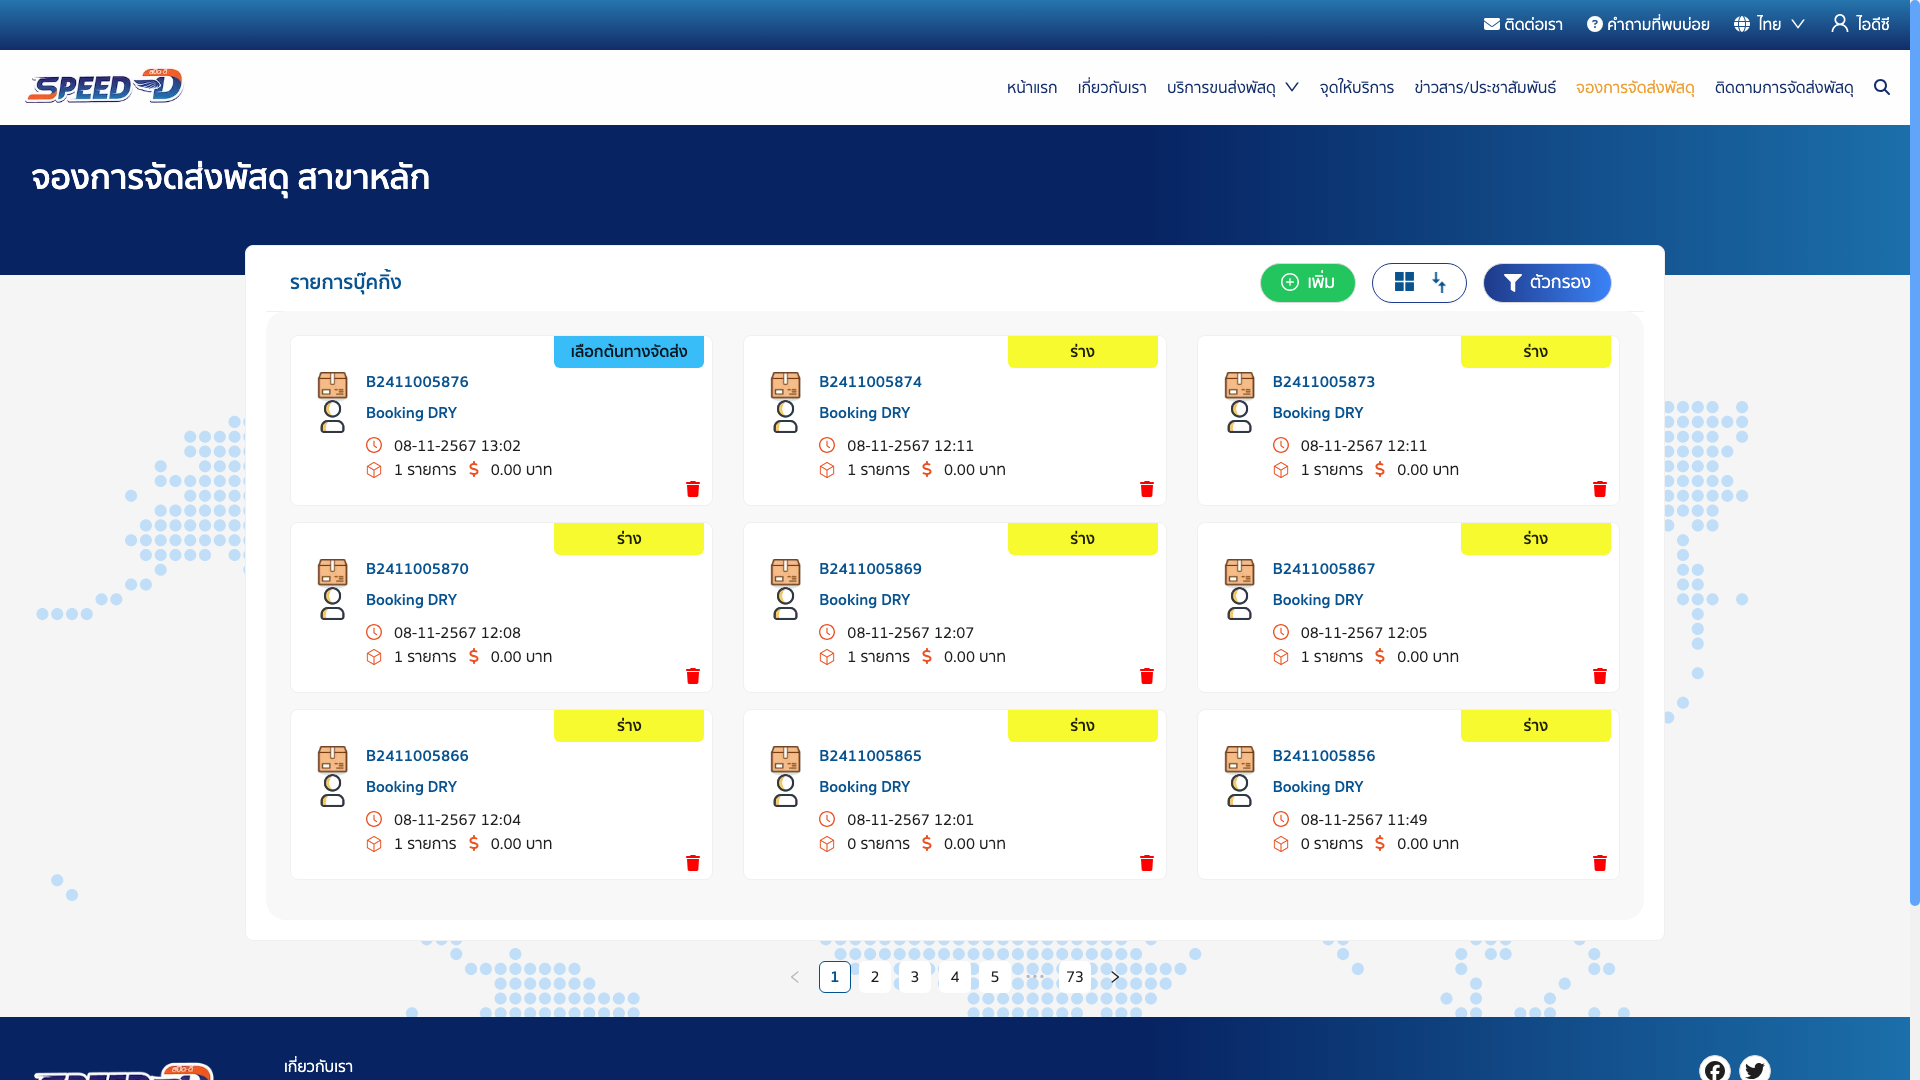 ติดต่อเรา คำถามที่พบบ่อย ไทย ไอดีซี
SPEED-D สปีด-ดี
หน้าแรก เกี่ยวกับเรา บริการขนส่งพัสดุ จุดให้บริการ ข่าวสาร/ประชาสัมพันธ์ จองการจัดส่งพัสดุ ติดตามการจัดส่งพัสดุ
จองการจัดส่งพัสดุ สาขาหลัก
รายการบุ๊คกิ้ง เพิ่ม ตัวกรอง
เลือกต้นทางจัดส่ง
B2411005876
Booking DRY
08-11-2567 13:02
1 รายการ 0.00 บาท
ร่าง
B2411005874
Booking DRY
08-11-2567 12:11
1 รายการ 0.00 บาท
ร่าง
B2411005873
Booking DRY
08-11-2567 12:11
1 รายการ 0.00 บาท
ร่าง
B2411005870
Booking DRY
08-11-2567 12:08
1 รายการ 0.00 บาท
ร่าง
B2411005869
Booking DRY
08-11-2567 12:07
1 รายการ 0.00 บาท
ร่าง
B2411005867
Booking DRY
08-11-2567 12:05
1 รายการ 0.00 บาท
ร่าง
B2411005866
Booking DRY
08-11-2567 12:04
1 รายการ 0.00 บาท
ร่าง
B2411005865
Booking DRY
08-11-2567 12:01
0 รายการ 0.00 บาท
ร่าง
B2411005856
Booking DRY
08-11-2567 11:49
0 รายการ 0.00 บาท
1 2 3 4 5 ••• 73
SPEED-D สปีด-ดี
เกี่ยวกับเรา